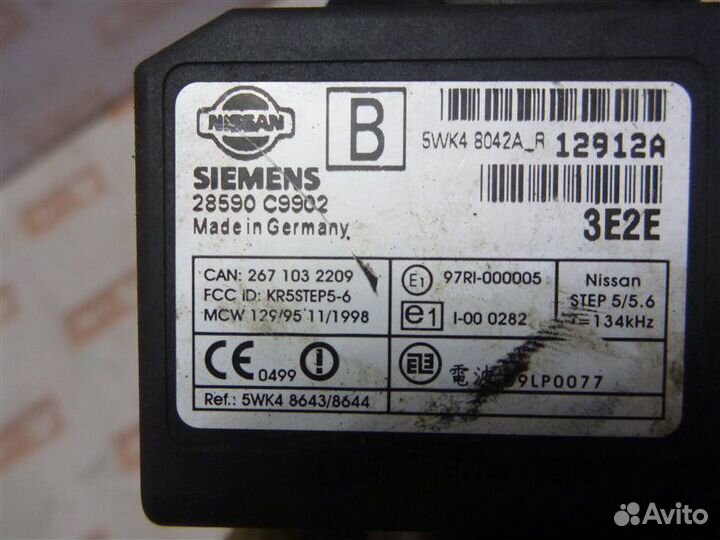 NISSAN
B
5WK4 8042A_R 12912A
SIEMENS
28590 C9902
Made in Germany
3E2E
CAN: 267 103 2209
FCC ID: KR5STEP5-6
MCW 129/95 11/1998
E1 97RI-000005
e1 I-00 0282
Nissan
STEP 5/5.6
f=134kHz
CE 0499
電波 9LP0077
Ref.: 5WK4 8643/8644
Avito